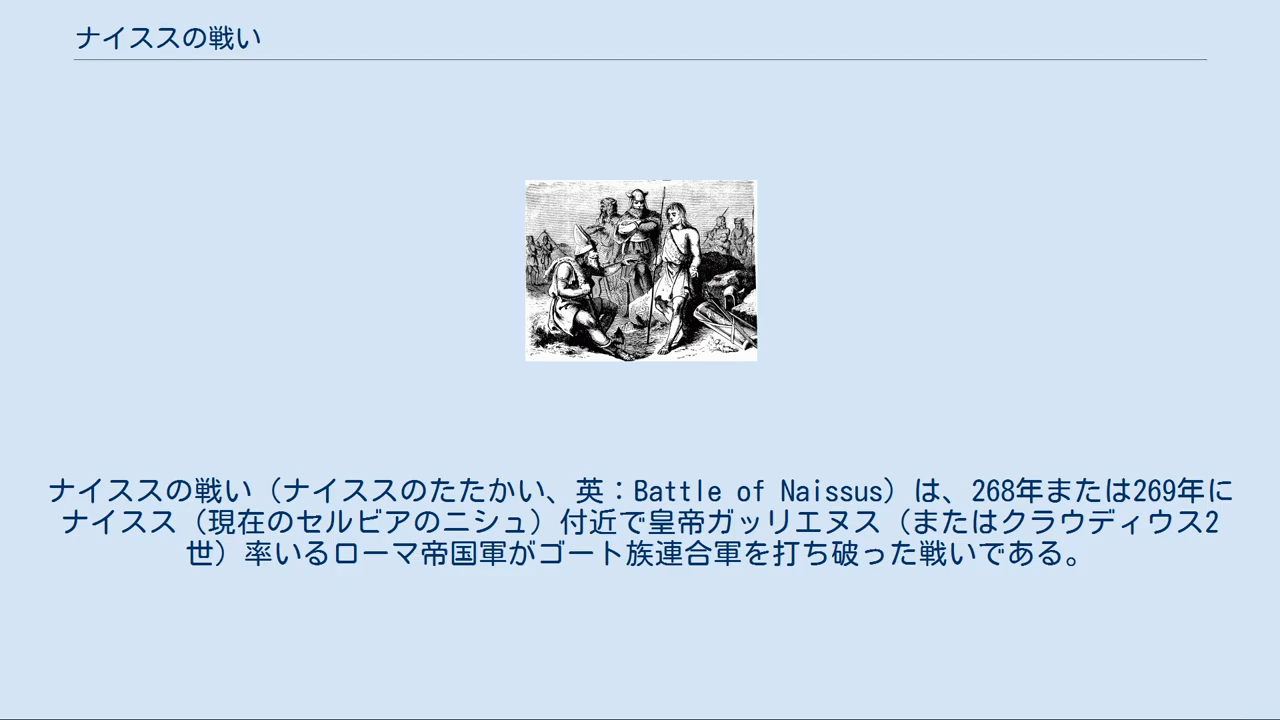 ナイススの戦い
ナイススの戦い（ナイススのたたかい、英：Battle of Naissus）は、268年または269年に
ナイスス（現在のセルビアのニシュ）付近で皇帝ガッリエヌス（またはクラウディウス2
世）率いるローマ帝国軍がゴート族連合軍を打ち破った戦いである。